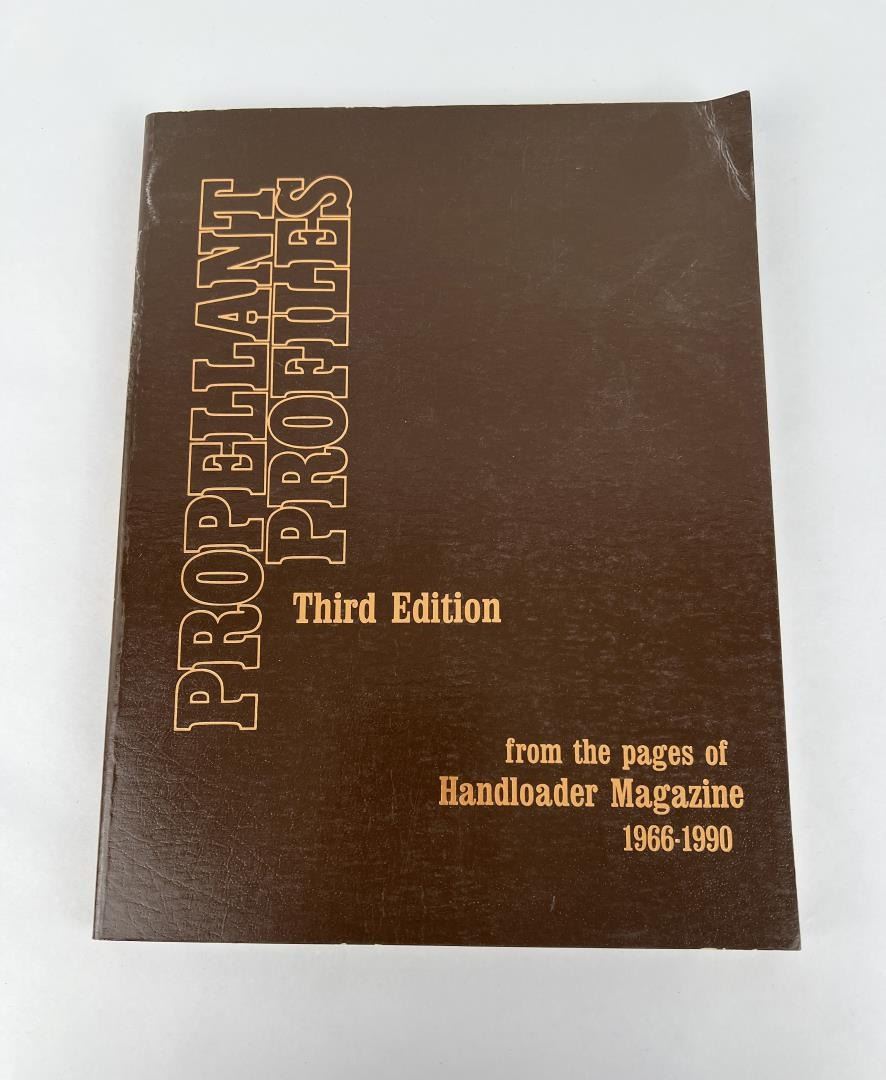 PROPELLANT
PROFILES
Third Edition
from the pages of
Handloader Magazine
1966-1990